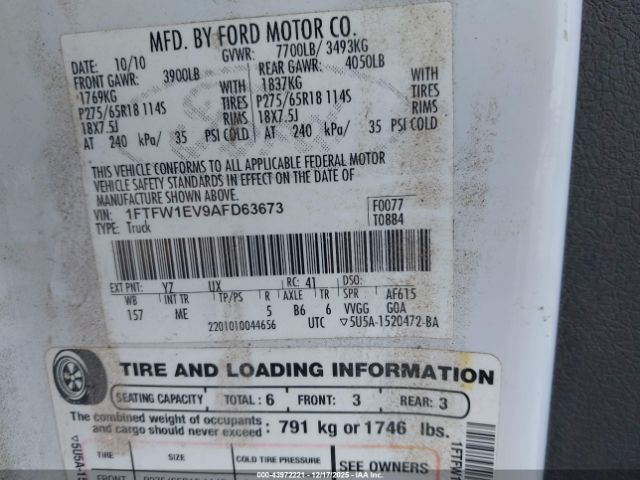 MFD. BY FORD MOTOR CO.
DATE: 10/10 GVWR: 7700LB/ 3493KG
FRONT GAWR: 3900LB REAR GAWR: 4050LB
1769KG WITH 1837KG WITH
P275/65R18 114S TIRES P275/65R18 114S TIRES
18X7.5J RIMS 18X7.5J RIMS
AT 240 kPa/ 35 PSI COLD AT 240 kPa/ 35 PSI COLD
THIS VEHICLE CONFORMS TO ALL APPLICABLE FEDERAL MOTOR
VEHICLE SAFETY STANDARDS IN EFFECT ON THE DATE OF
MANUFACTURE SHOWN ABOVE.
VIN: 1FTFW1EV9AFD63673 F0077
TYPE: Truck T0884
EXT PNT: YZ UX RC: 41 DSO:
WB INT TR TP/PS R AXLE TR SPR AF615
157 ME 5 B6 6 VVGG GOA
2201010044656 UTC ▽5U5A-1520472-BA
TIRE AND LOADING INFORMATION
SEATING CAPACITY TOTAL : 6 FRONT: 3 REAR: 3
The combined weight of occupants
and cargo should never exceed : 791 kg or 1746 lbs.
TIRE SIZE COLD TIRE PRESSURE SEE OWNERS
FRONT
▽5U5A-15
1FTFW1
00-43972221 - 12/17/2025 - COPART